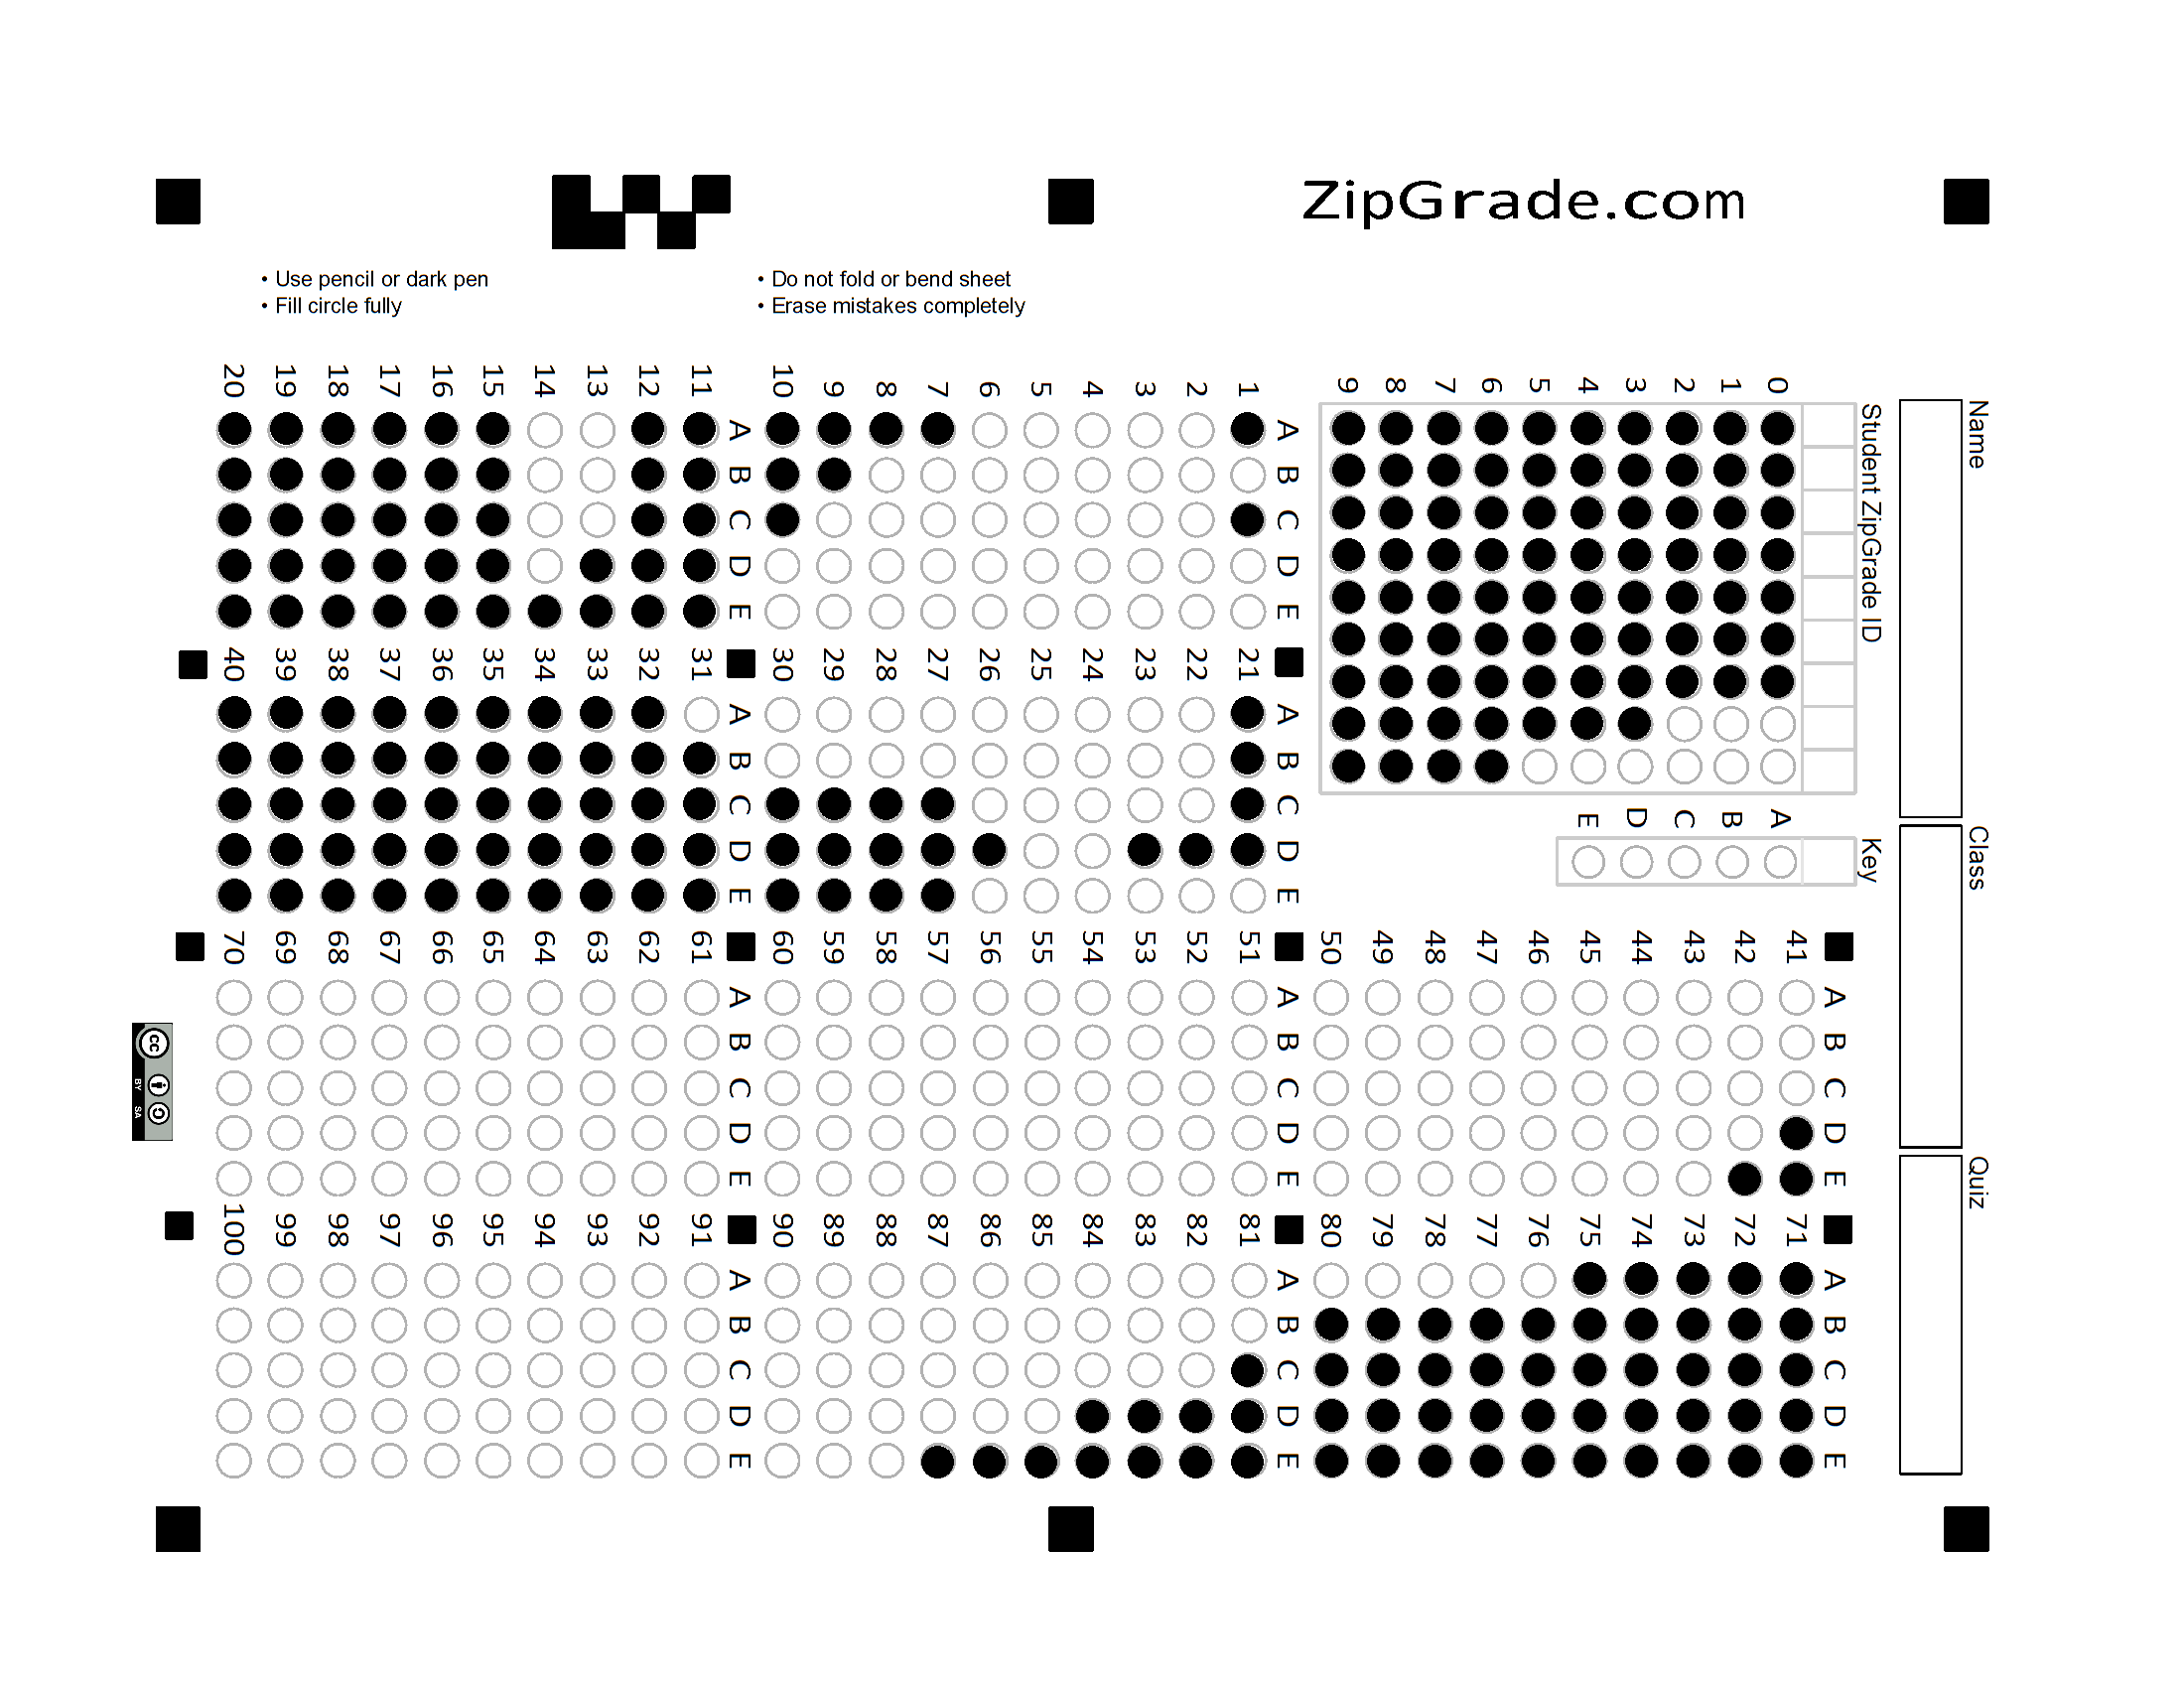 ZipGrade.com
• Use pencil or dark pen
• Fill circle fully
• Do not fold or bend sheet
• Erase mistakes completely
Name
Class
Quiz
Student ZipGrade ID
0 1 2 3 4 5 6 7 8 9
Key
A B C D E
1 2 3 4 5 6 7 8 9 10
A B C D E
11 12 13 14 15 16 17 18 19 20
A B C D E
21 22 23 24 25 26 27 28 29 30
A B C D E
31 32 33 34 35 36 37 38 39 40
A B C D E
41 42 43 44 45 46 47 48 49 50
A B C D E
51 52 53 54 55 56 57 58 59 60
A B C D E
61 62 63 64 65 66 67 68 69 70
A B C D E
71 72 73 74 75 76 77 78 79 80
A B C D E
81 82 83 84 85 86 87 88 89 90
A B C D E
91 92 93 94 95 96 97 98 99 100
A B C D E
cc BY SA